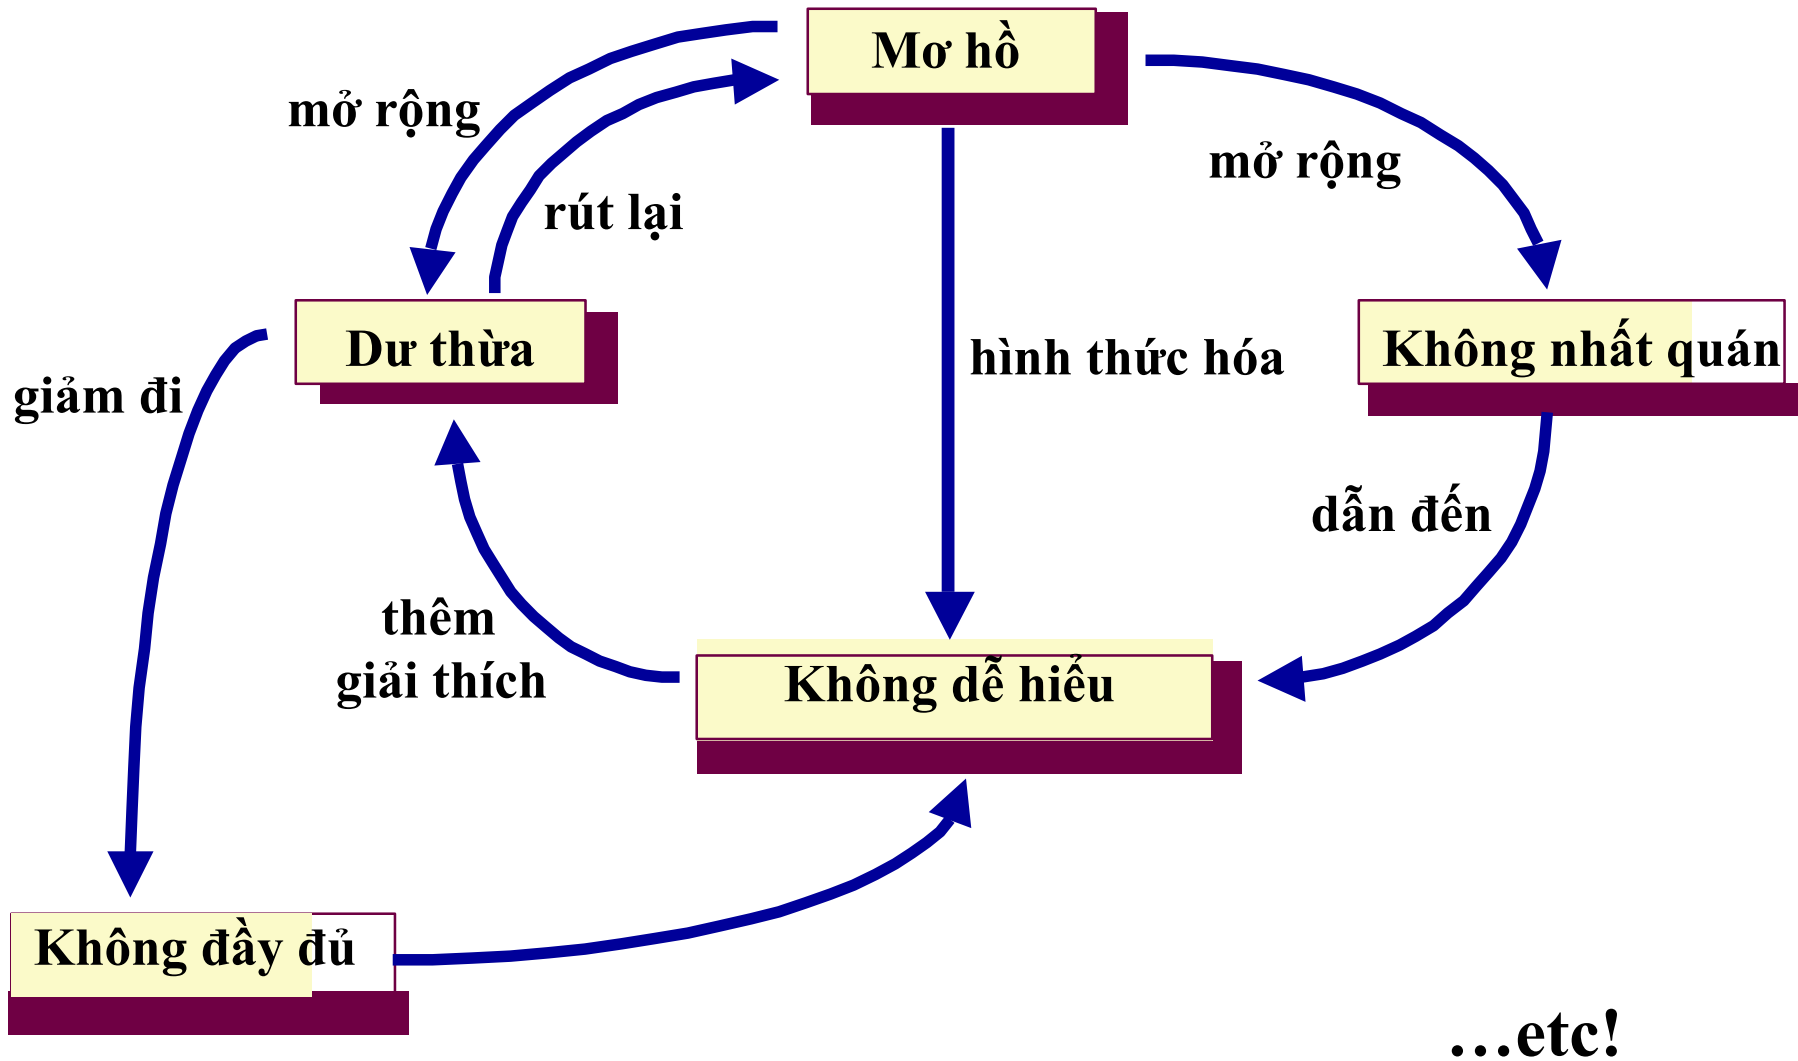 Mơ hồ
mở rộng
mở rộng
rút lại
Dư thừa
hình thức hóa
Không nhất quán
giảm đi
dẫn đến
thêm
giải thích
Không dễ hiểu
Không đầy đủ
...etc!